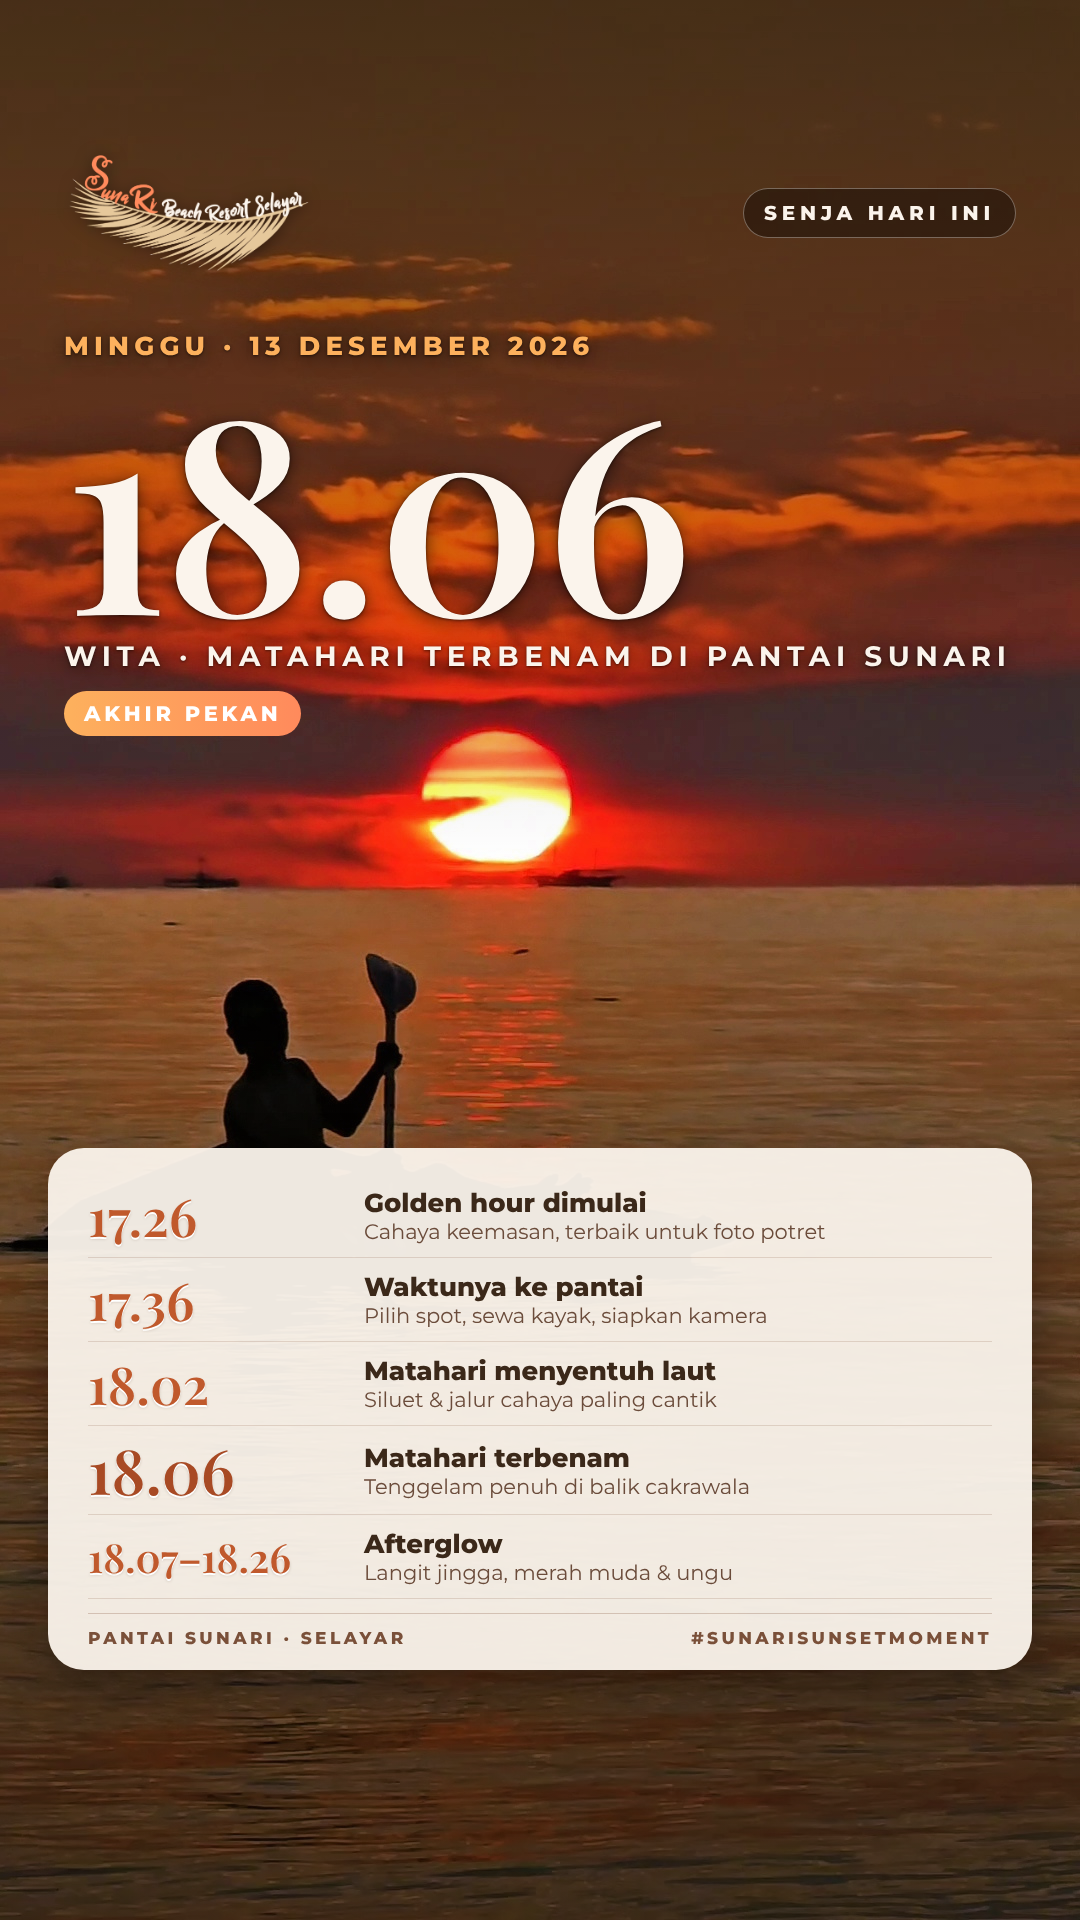 SunaRi Beach Resort Selayar
SENJA HARI INI
MINGGU · 13 DESEMBER 2026
18.06
WITA · MATAHARI TERBENAM DI PANTAI SUNARI
AKHIR PEKAN
17.26
Golden hour dimulai
Cahaya keemasan, terbaik untuk foto potret
17.36
Waktunya ke pantai
Pilih spot, sewa kayak, siapkan kamera
18.02
Matahari menyentuh laut
Siluet & jalur cahaya paling cantik
18.06
Matahari terbenam
Tenggelam penuh di balik cakrawala
18.07–18.26
Afterglow
Langit jingga, merah muda & ungu
PANTAI SUNARI · SELAYAR
#SUNARISUNSETMOMENT